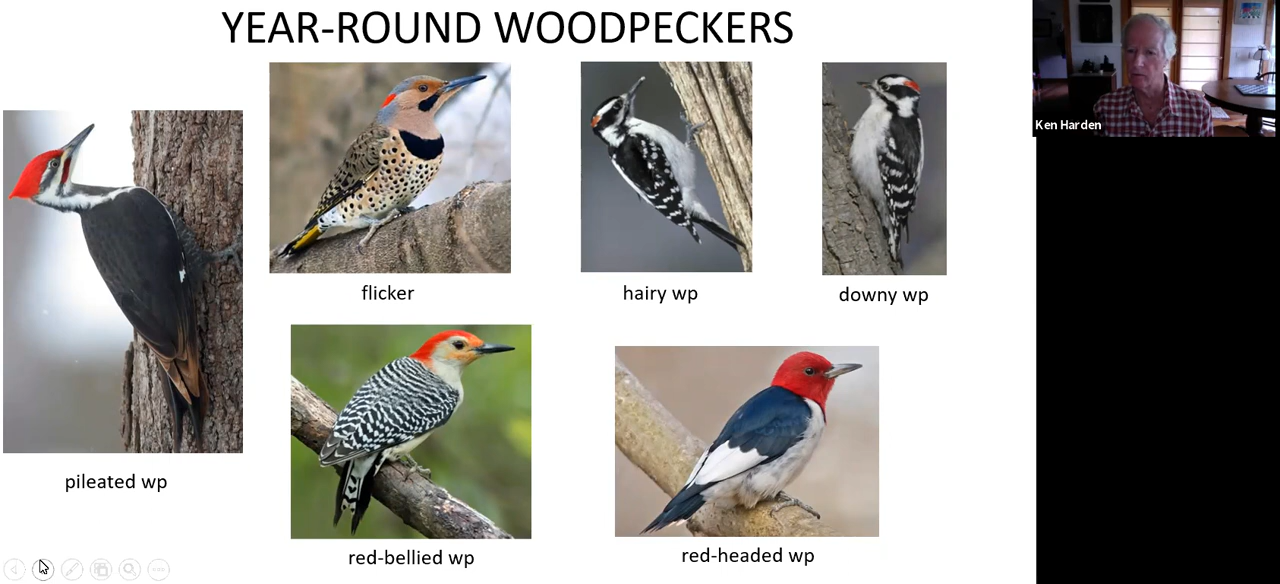 YEAR-ROUND WOODPECKERS
Ken Harden
flicker
hairy wp
downy wp
pileated wp
red-bellied wp
red-headed wp